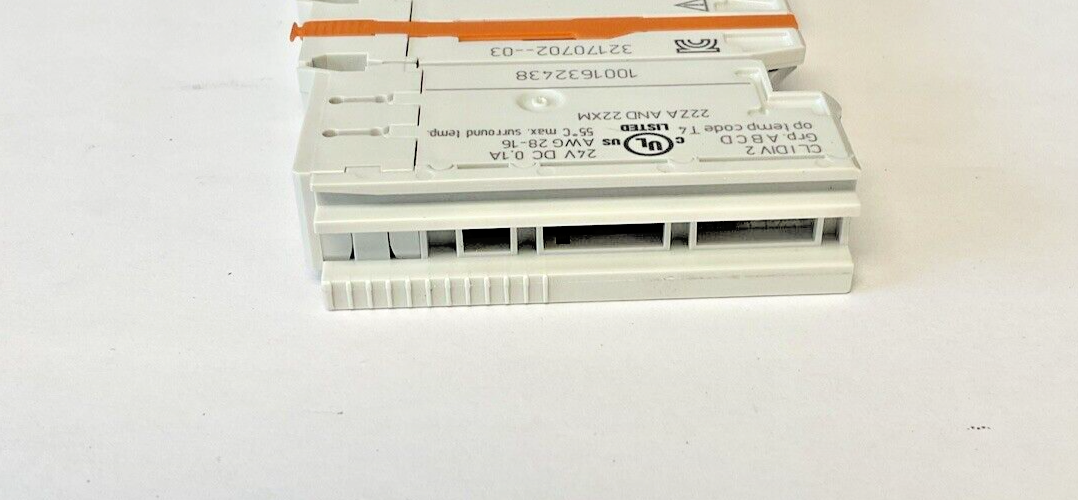 CL I DIV 2
Grp. A B C D
op temp code T4
C UL US
LISTED
24V DC 0.1A
AWG 28-16
55°C max. surround temp.
22ZA AND 22XM
1001632438
32170702--03